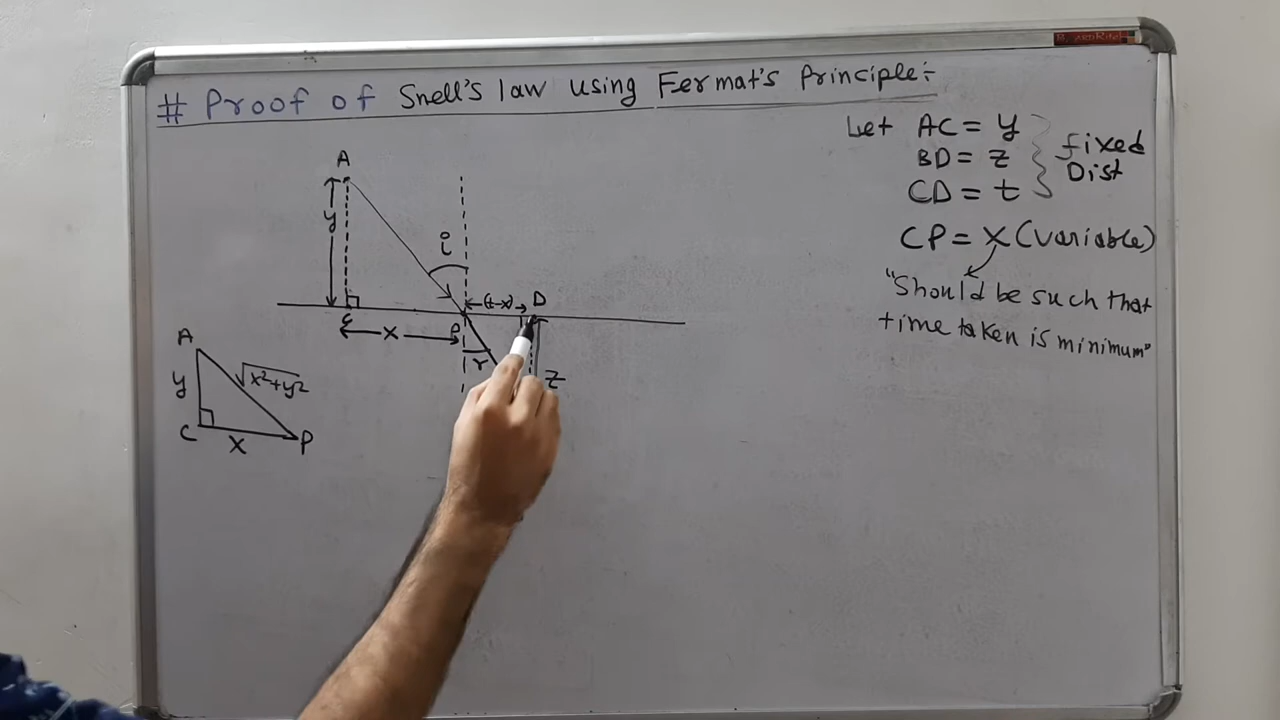 # Proof of Snell's law using Fermat's Principle:-
Let AC = y
BD = z
CD = t
fixed
Dist
CP = x (variable)
"Should be such that
time taken is minimum"
A
y
i
(t-x)
D
C
x
P
r
z
A
y
√x²+y²
C
x
P